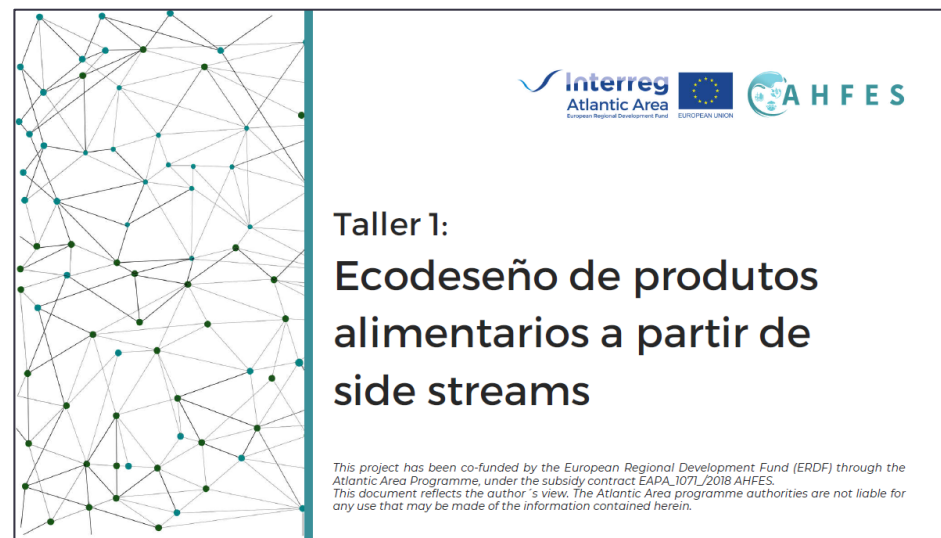 Interreg
Atlantic Area
European Regional Development Fund
EUROPEAN UNION
AHFES
Taller 1:
Ecodeseño de produtos
alimentarios a partir de
side streams
This project has been co-funded by the European Regional Development Fund (ERDF) through the
Atlantic Area Programme, under the subsidy contract EAPA_1071_/2018 AHFES.
This document reflects the author´s view. The Atlantic Area programme authorities are not liable for
any use that may be made of the information contained herein.